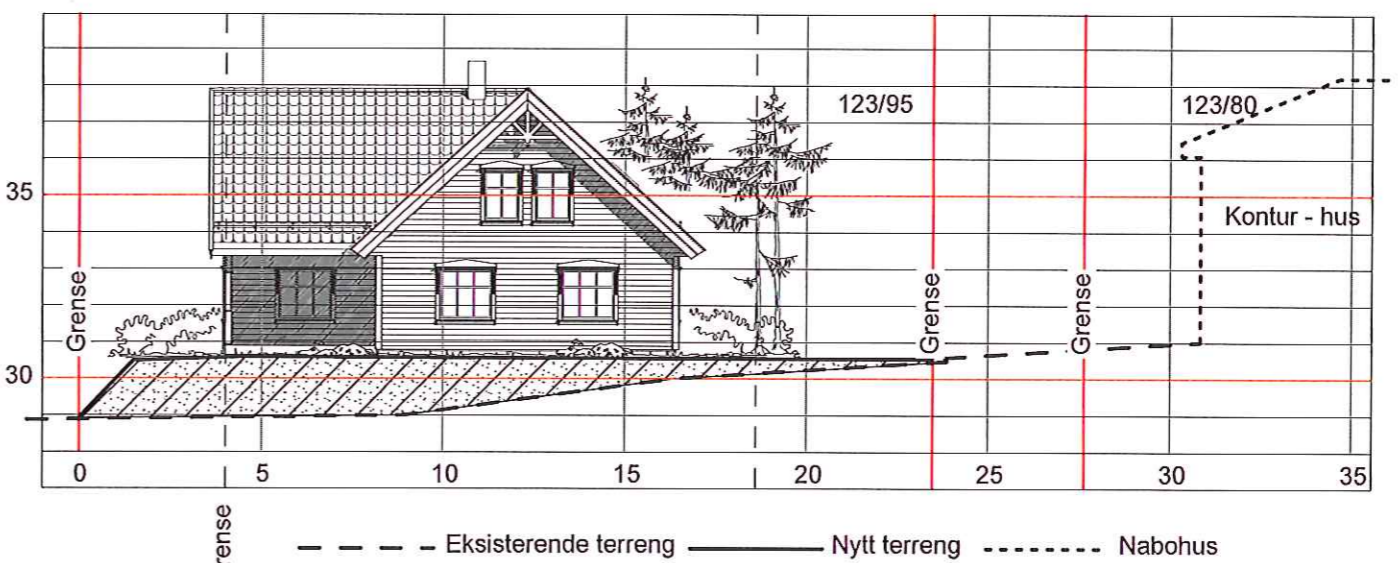 123/95
123/80
35
Kontur - hus
Grense
Grense
Grense
30
0 5 10 15 20 25 30 35
rense
Eksisterende terreng Nytt terreng Nabohus